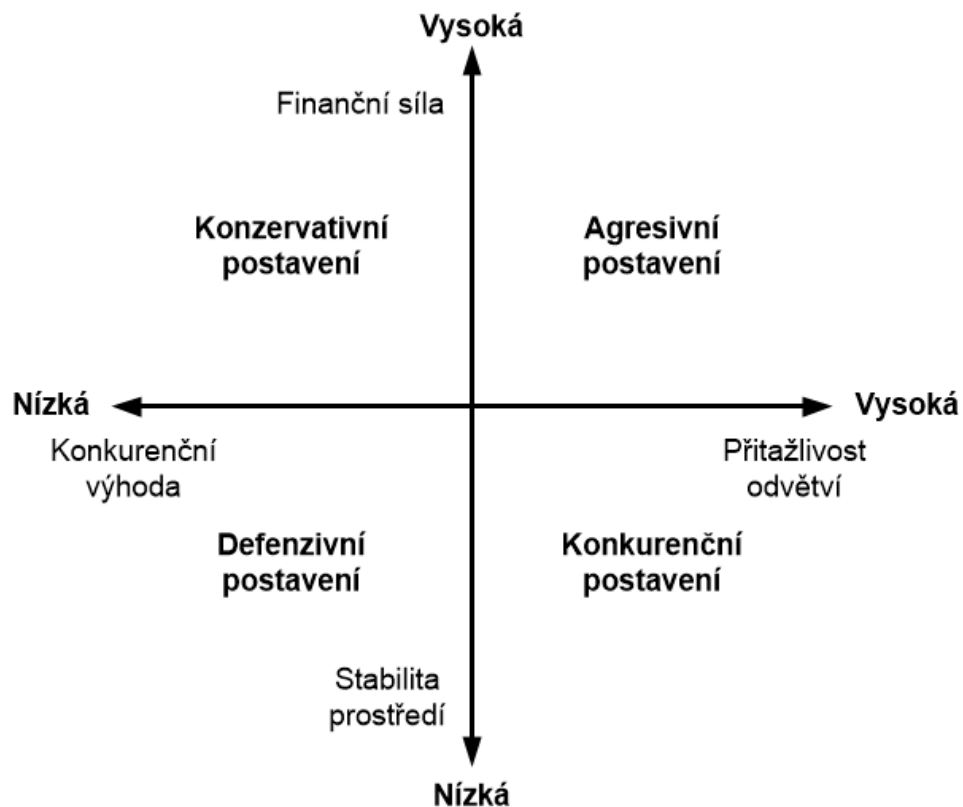 Vysoká
Finanční síla
Konzervativní
postavení
Agresivní
postavení
Nízká
Vysoká
Konkurenční
výhoda
Přitažlivost
odvětví
Defenzivní
postavení
Konkurenční
postavení
Stabilita
prostředí
Nízká